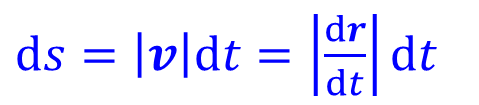 ds = |𝒗|dt = |d𝒓/dt| dt